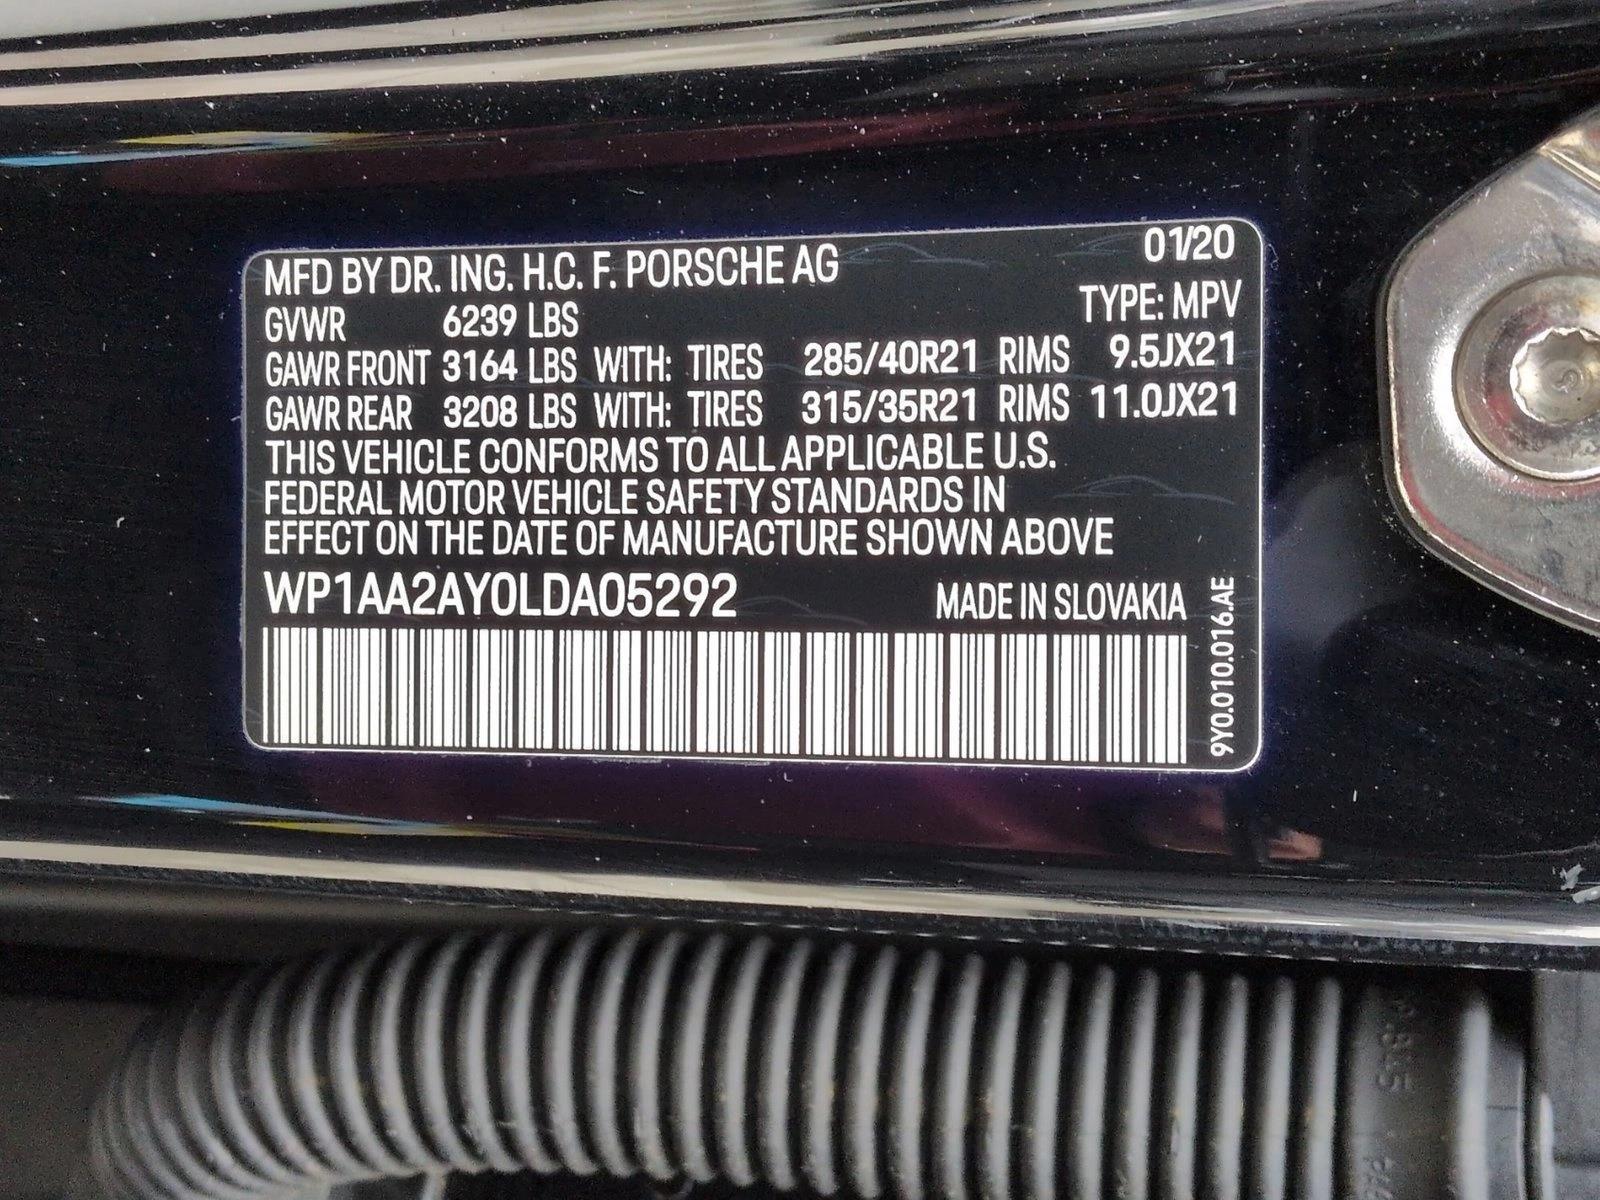 MFD BY DR. ING. H.C. F. PORSCHE AG 01/20
GVWR 6239 LBS TYPE: MPV
GAWR FRONT 3164 LBS WITH: TIRES 285/40R21 RIMS 9.5JX21
GAWR REAR 3208 LBS WITH: TIRES 315/35R21 RIMS 11.0JX21
THIS VEHICLE CONFORMS TO ALL APPLICABLE U.S.
FEDERAL MOTOR VEHICLE SAFETY STANDARDS IN
EFFECT ON THE DATE OF MANUFACTURE SHOWN ABOVE
WP1AA2AY0LDA05292 MADE IN SLOVAKIA
9Y0.010.016.AE